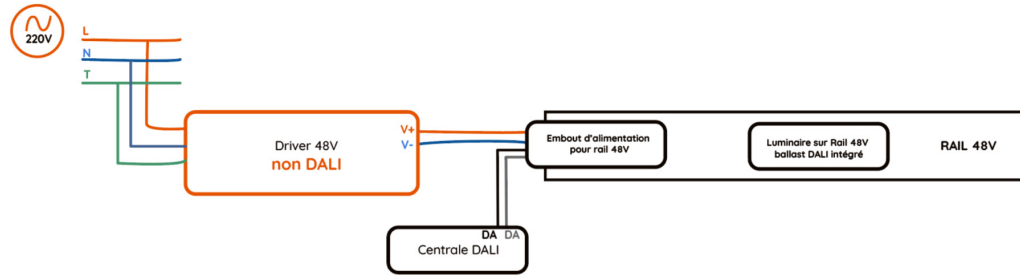 220V
L
N
T
Driver 48V
non DALI
V+
V-
Embout d'alimentation
pour rail 48V
Luminaire sur Rail 48V
ballast DALI intégré
RAIL 48V
DA DA
Centrale DALI